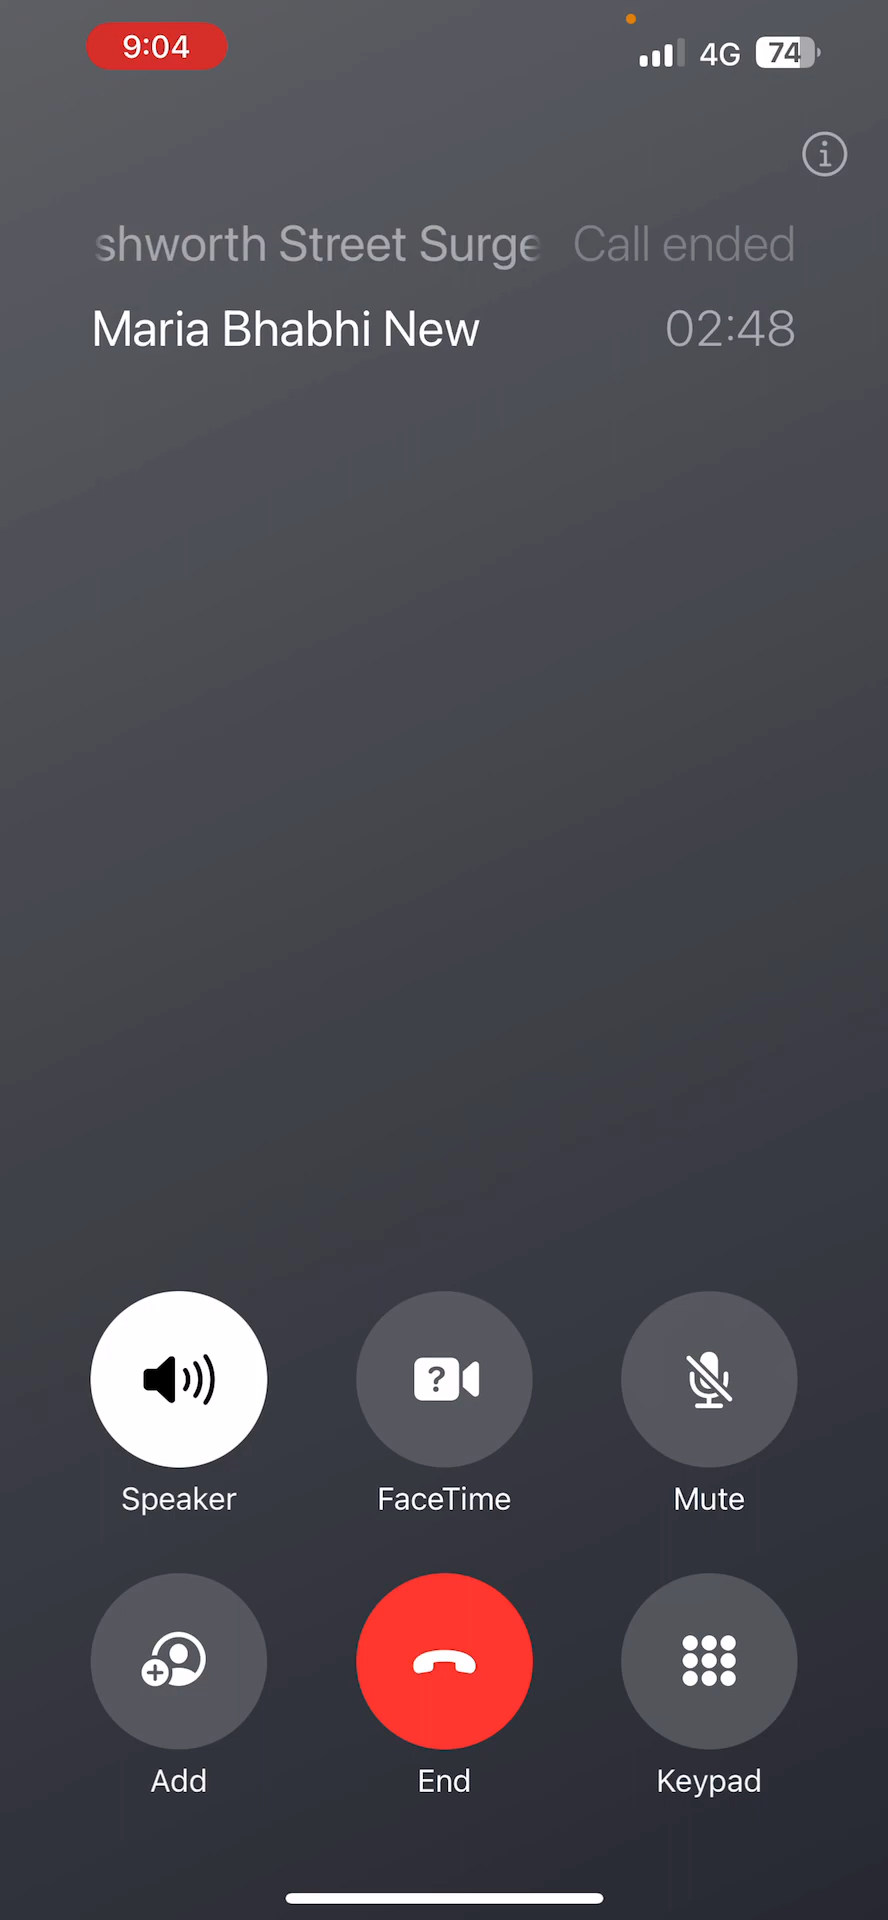 9:04
4G 74
shworth Street Surge Call ended
Maria Bhabhi New 02:48
Speaker FaceTime Mute
Add End Keypad